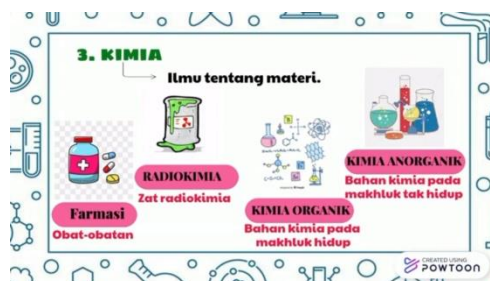 3. KIMIA
Ilmu tentang materi.
Farmasi
Obat-obatan
RADIOKIMIA
Zat radiokimia
KIMIA ORGANIK
Bahan kimia pada
makhluk hidup
KIMIA ANORGANIK
Bahan kimia pada
makhluk tak hidup
CREATED USING
POWTOON